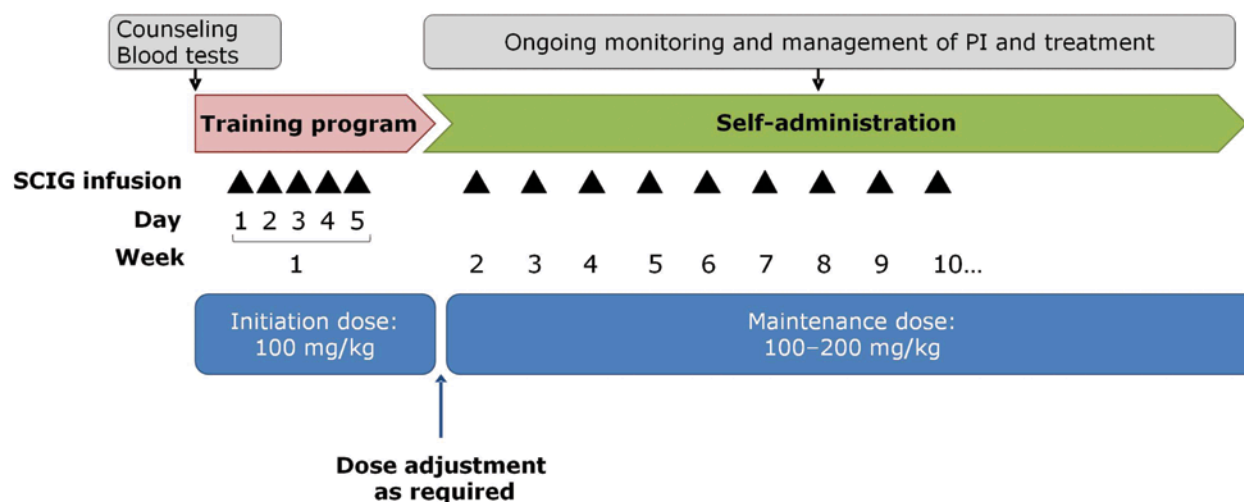 Counseling
Blood tests
Ongoing monitoring and management of PI and treatment
Training program
Self-administration
SCIG infusion
Day 1 2 3 4 5
Week 1 2 3 4 5 6 7 8 9 10...
Initiation dose:
100 mg/kg
Maintenance dose:
100–200 mg/kg
Dose adjustment
as required